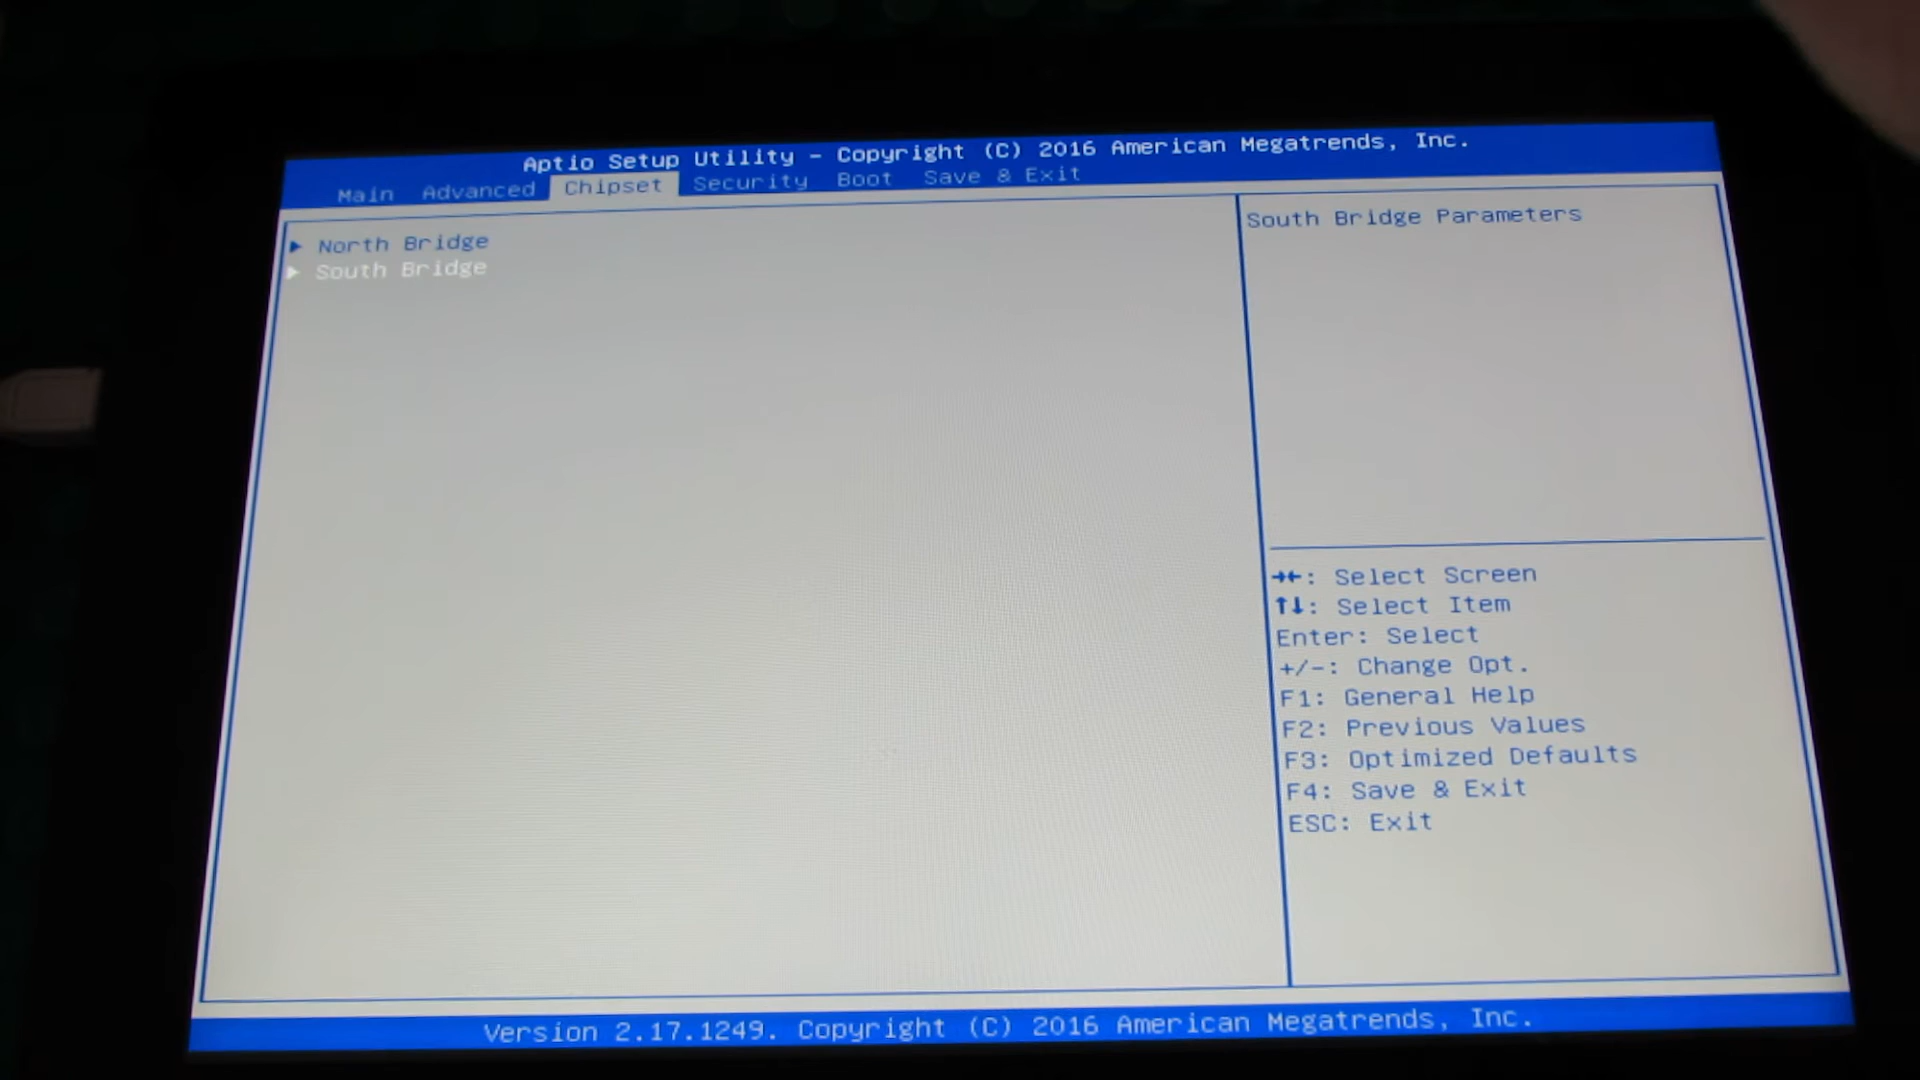 Aptio Setup Utility - Copyright (C) 2016 American Megatrends, Inc.
Main Advanced Chipset Security Boot Save & Exit
▶ North Bridge
▶ South Bridge
South Bridge Parameters
→←: Select Screen
↑↓: Select Item
Enter: Select
+/-: Change Opt.
F1: General Help
F2: Previous Values
F3: Optimized Defaults
F4: Save & Exit
ESC: Exit
Version 2.17.1249. Copyright (C) 2016 American Megatrends, Inc.